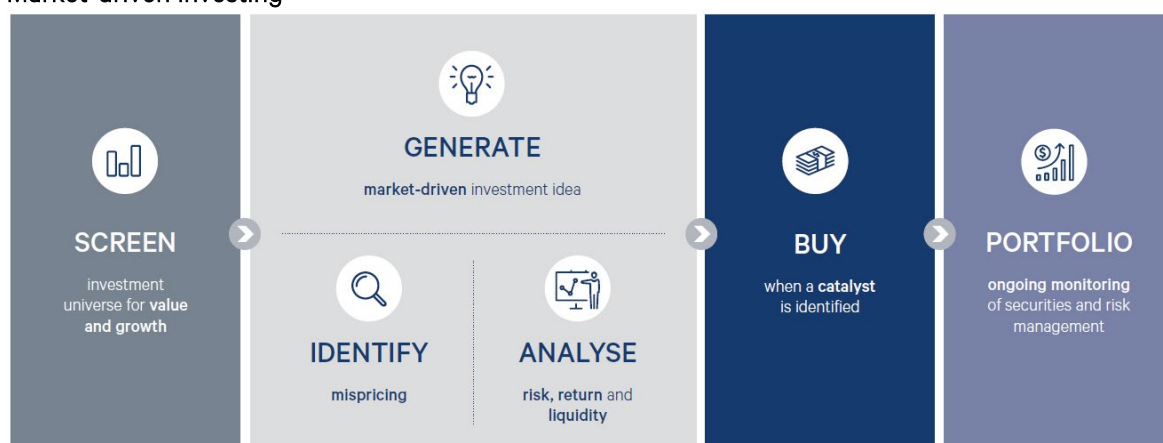 Market-driven investing
SCREEN
investment
universe for value
and growth
GENERATE
market-driven investment idea
IDENTIFY
mispricing
ANALYSE
risk, return and
liquidity
BUY
when a catalyst
is identified
PORTFOLIO
ongoing monitoring
of securities and risk
management